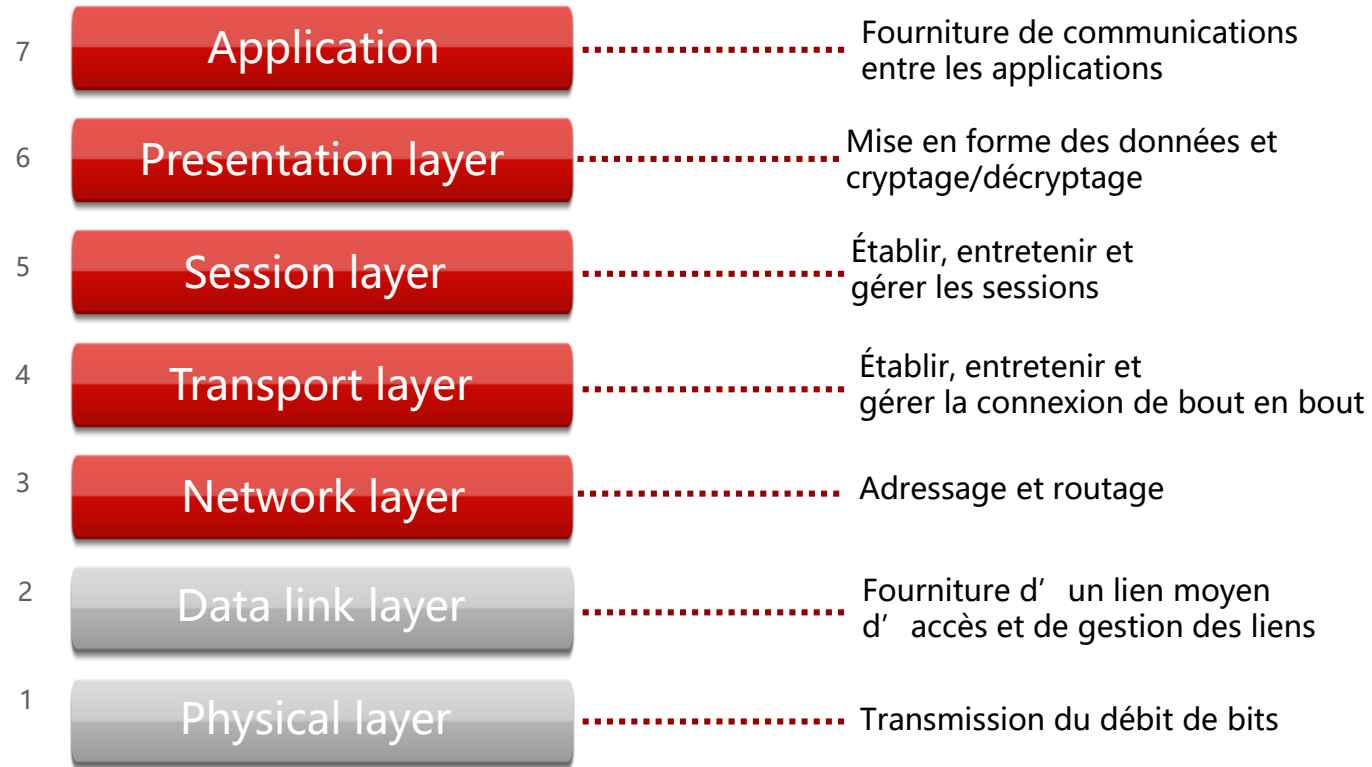 7
Application
Fourniture de communications
entre les applications
6
Presentation layer
Mise en forme des données et
cryptage/décryptage
5
Session layer
Établir, entretenir et
gérer les sessions
4
Transport layer
Établir, entretenir et
gérer la connexion de bout en bout
3
Network layer
Adressage et routage
2
Data link layer
Fourniture d’ un lien moyen
d’ accès et de gestion des liens
1
Physical layer
Transmission du débit de bits